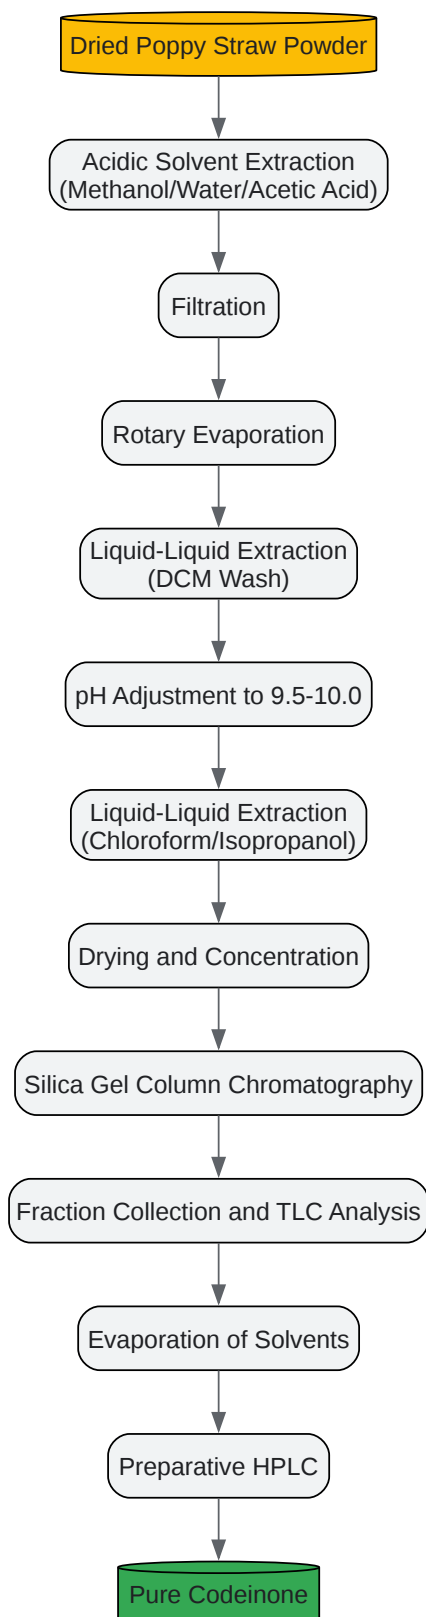 Dried Poppy Straw Powder
Acidic Solvent Extraction
(Methanol/Water/Acetic Acid)
Filtration
Rotary Evaporation
Liquid-Liquid Extraction
(DCM Wash)
pH Adjustment to 9.5-10.0
Liquid-Liquid Extraction
(Chloroform/Isopropanol)
Drying and Concentration
Silica Gel Column Chromatography
Fraction Collection and TLC Analysis
Evaporation of Solvents
Preparative HPLC
Pure Codeinone